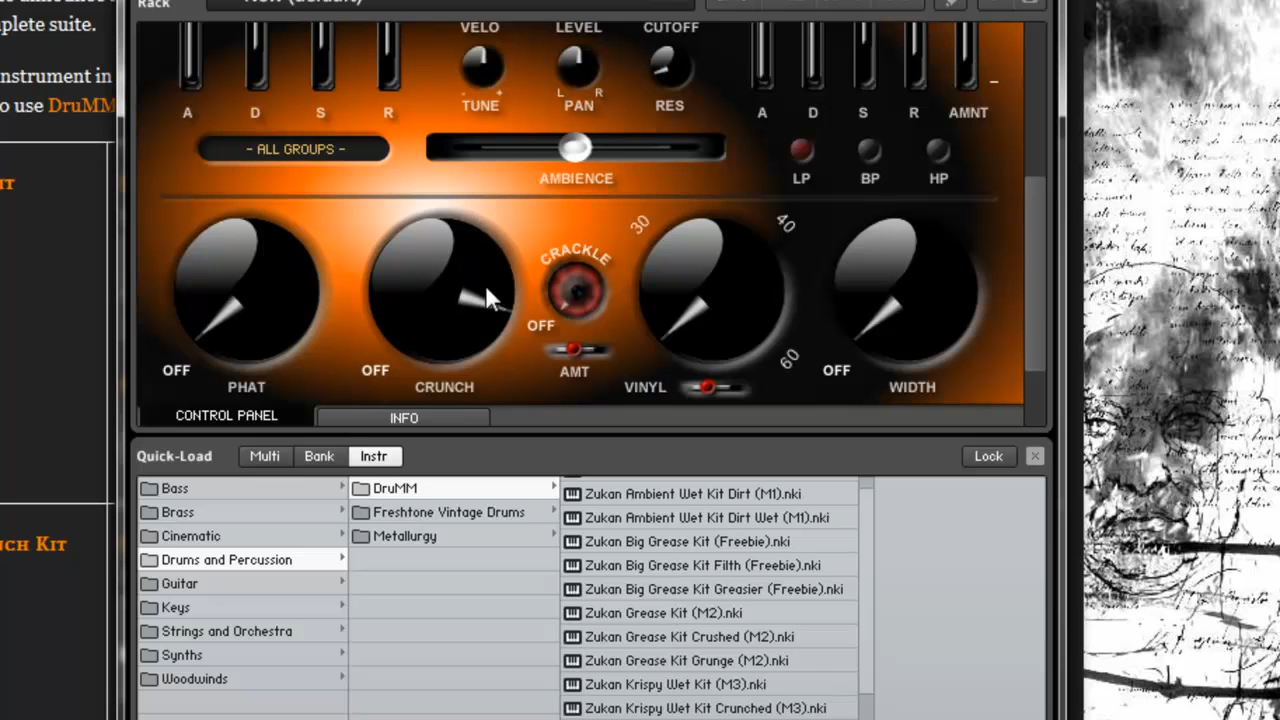 Rack
plete suite.
nstrument in
o use DruMM
VELO
LEVEL
CUTOFF
- +
L R
TUNE
PAN
RES
A D S R
A D S R AMNT
- ALL GROUPS -
AMBIENCE
LP BP HP
CRACKLE
30
40
60
OFF
AMT
OFF
PHAT
OFF
CRUNCH
VINYL
OFF
WIDTH
CONTROL PANEL
INFO
Quick-Load
Multi
Bank
Instr
Lock
Bass
Brass
Cinematic
Drums and Percussion
Guitar
Keys
Strings and Orchestra
Synths
Woodwinds
DruMM
Freshtone Vintage Drums
Metallurgy
Zukan Ambient Wet Kit Dirt (M1).nki
Zukan Ambient Wet Kit Dirt Wet (M1).nki
Zukan Big Grease Kit (Freebie).nki
Zukan Big Grease Kit Filth (Freebie).nki
Zukan Big Grease Kit Greasier (Freebie).nki
Zukan Grease Kit (M2).nki
Zukan Grease Kit Crushed (M2).nki
Zukan Grease Kit Grunge (M2).nki
Zukan Krispy Wet Kit (M3).nki
Zukan Krispy Wet Kit Crunched (M3).nki
IT
NCH KIT